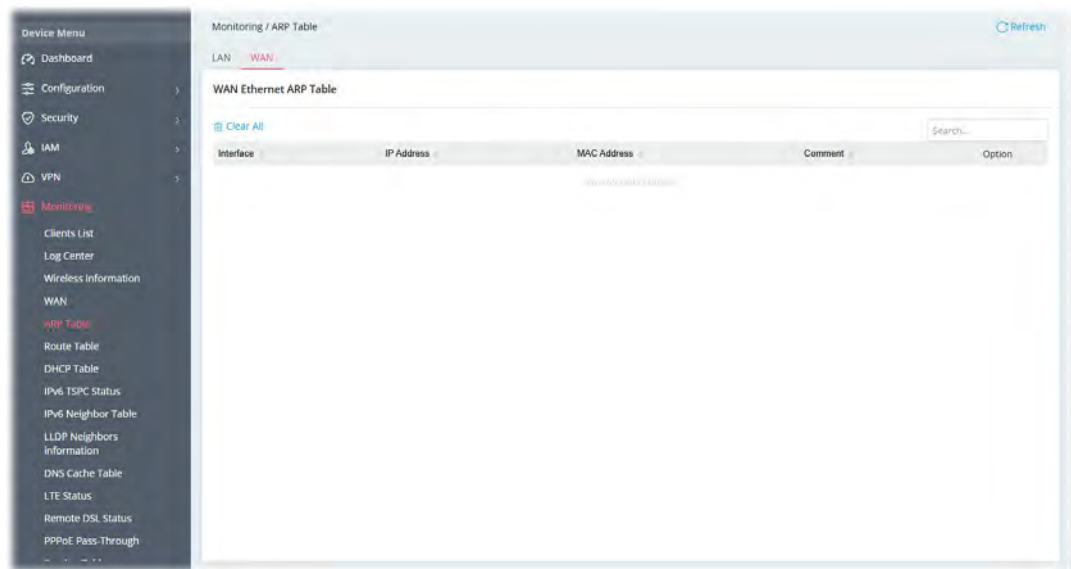 Device Menu
Dashboard
Configuration
Security
IAM
VPN
Monitoring
Clients List
Log Center
Wireless Information
WAN
ARP Table
Route Table
DHCP Table
IPv6 TSPC Status
IPv6 Neighbor Table
LLDP Neighbors
Information
DNS Cache Table
LTE Status
Remote DSL Status
PPPoE Pass-Through
Monitoring / ARP Table
Refresh
LAN WAN
WAN Ethernet ARP Table
Clear All
Search...
Interface IP Address MAC Address Comment Option